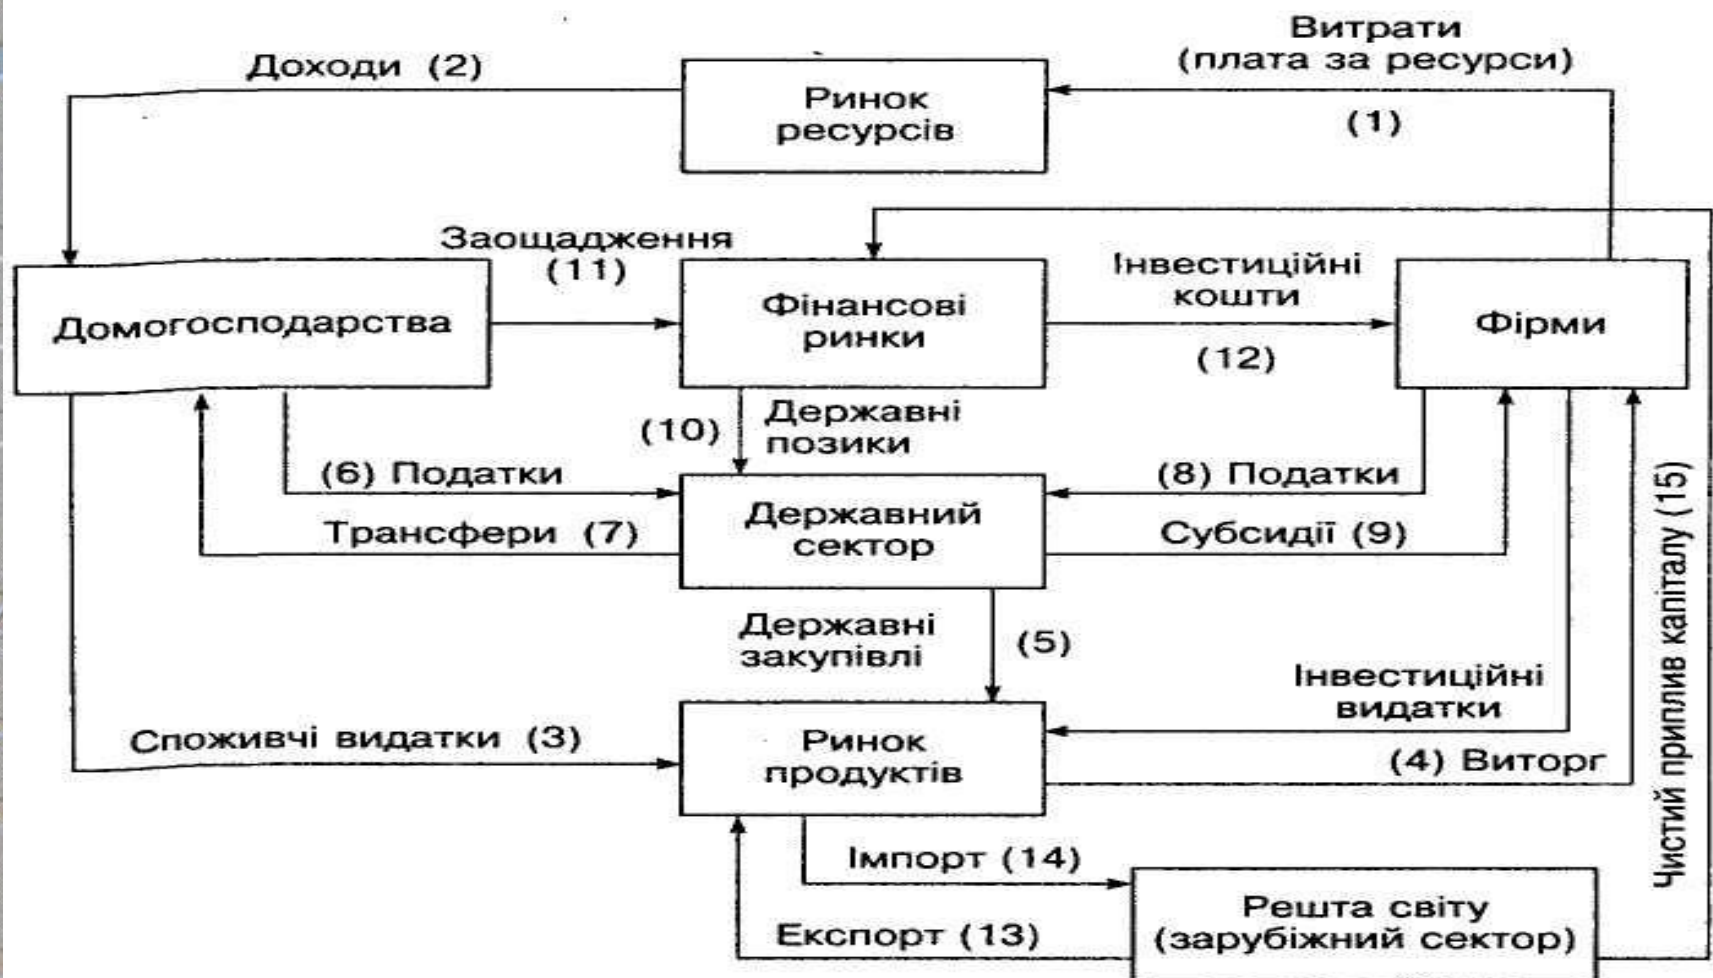 Витрати
(плата за ресурси)
Доходи (2)
Ринок
ресурсів
(1)
Заощадження
(11)
Інвестиційні
кошти
(12)
Домогосподарства
Фінансові
ринки
Фірми
(10)
Державні
позики
(6) Податки
(8) Податки
Державний
сектор
Трансфери (7)
Субсидії (9)
Чистий приплив капіталу (15)
Державні
закупівлі
(5)
Інвестиційні
видатки
Споживчі видатки (3)
Ринок
продуктів
(4) Виторг
Імпорт (14)
Експорт (13)
Решта світу
(зарубіжний сектор)